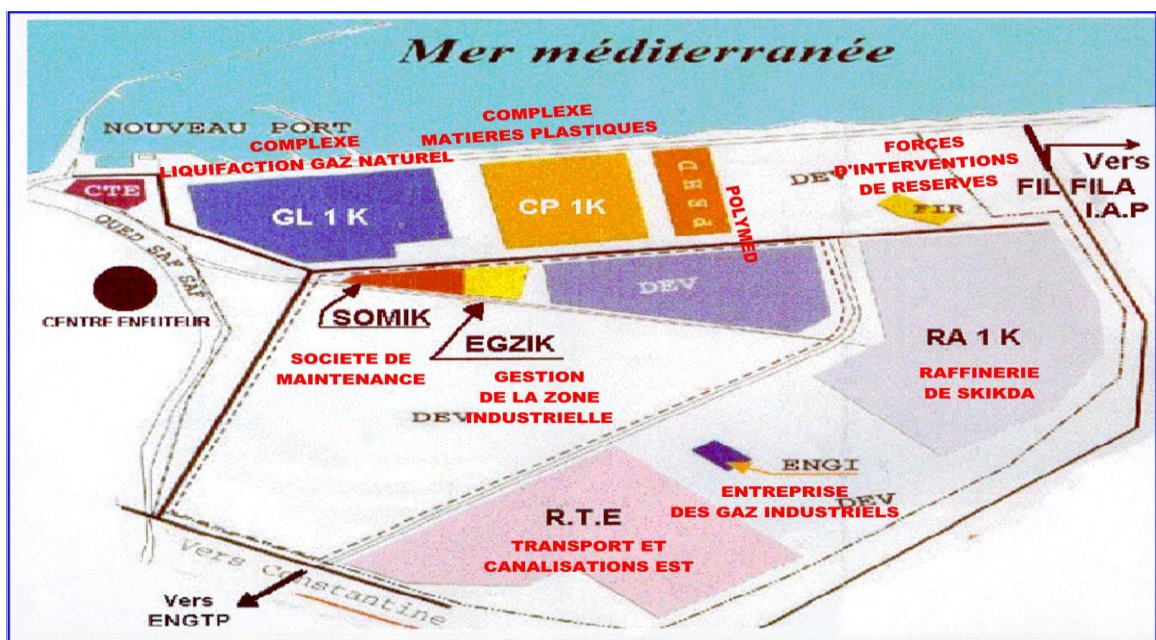 Mer méditerranée
NOUVEAU PORT
COMPLEXE
LIQUIFACTION GAZ NATUREL
COMPLEXE
MATIERES PLASTIQUES
FORCES
D'INTERVENTIONS
DE RESERVES
DEV
Vers
FIL FILA
I.A.P
CTE
GL 1 K
CP 1K
PEHD
POLYMED
FIR
OUED SAF SAF
CENTRE ENFUTEUR
DEV
SOMIK
SOCIETE DE
MAINTENANCE
EGZIK
GESTION
DE LA ZONE
INDUSTRIELLE
DEV
RA 1 K
RAFFINERIE
DE SKIKDA
ENGI
ENTREPRISE
DES GAZ INDUSTRIELS
DEV
R.T.E
TRANSPORT ET
CANALISATIONS EST
Vers Constantine
Vers
ENGTP